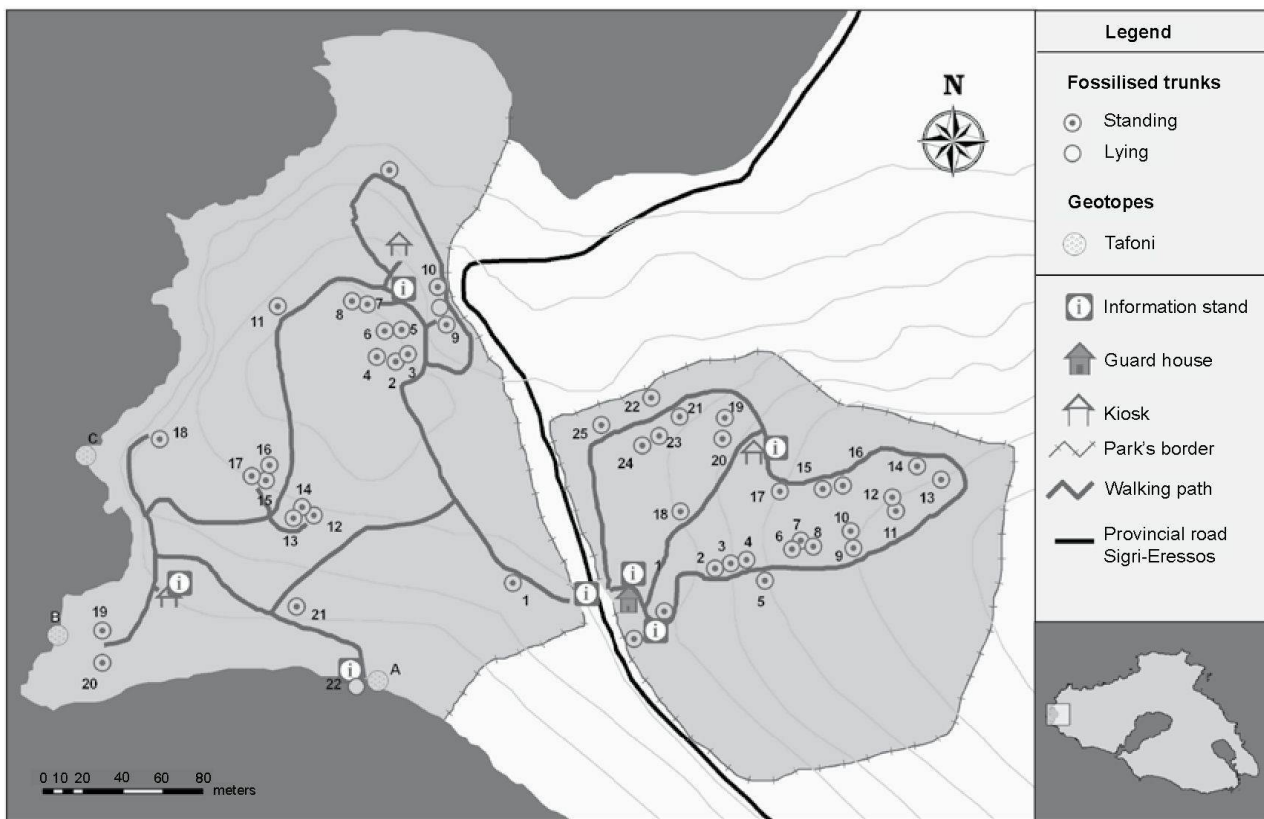 N
10
11
8
7
6
5
9
4
3
2
C
18
16
17
15
14
12
13
1
B
19
20
21
22
A
0 10 20 40 60 80
meters
22
21
19
25
23
24
20
16
15
14
17
12
13
18
11
10
7
8
6
9
3
4
2
1
5
i
i
i
i
i
i
i
Legend
Fossilised trunks
Standing
Lying
Geotopes
Tafoni
i Information stand
Guard house
Kiosk
Park's border
Walking path
Provincial road
Sigri-Eressos